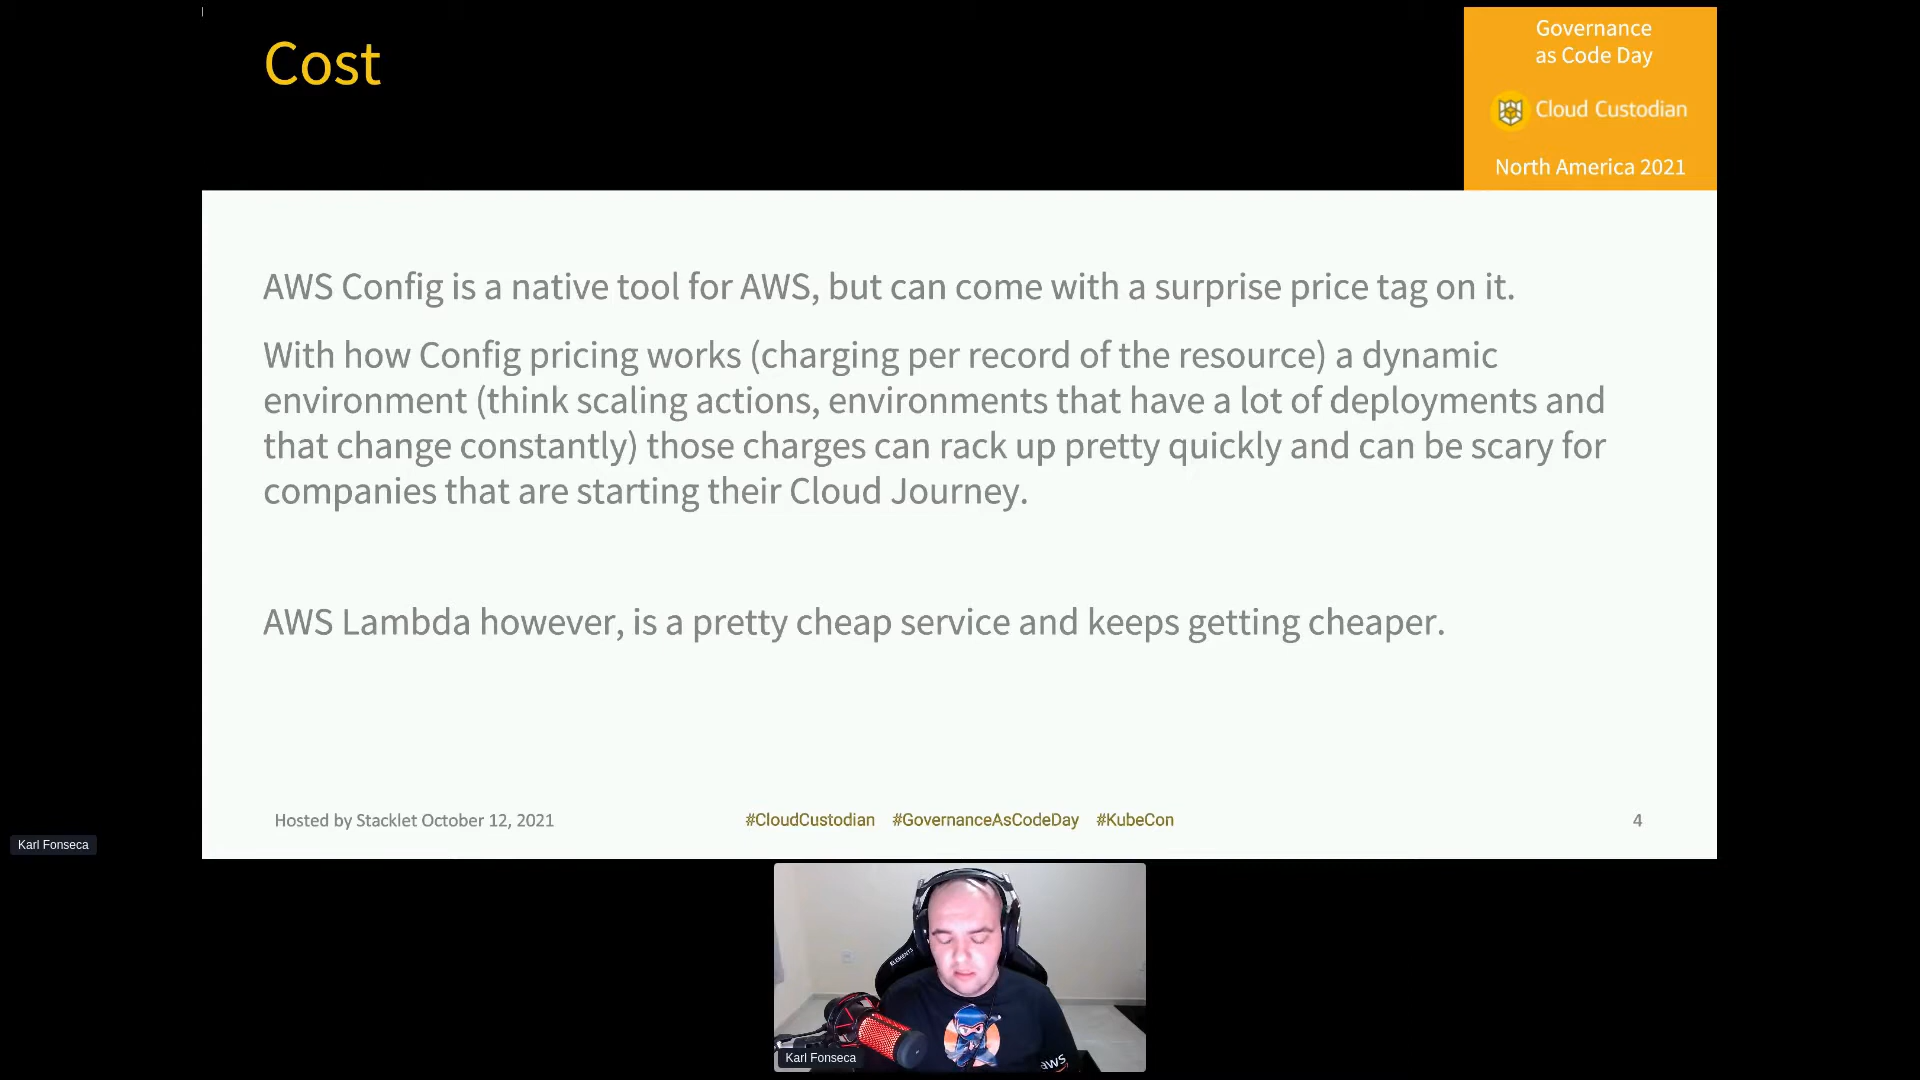 Cost
Governance
as Code Day
Cloud Custodian
North America 2021
AWS Config is a native tool for AWS, but can come with a surprise price tag on it.
With how Config pricing works (charging per record of the resource) a dynamic
environment (think scaling actions, environments that have a lot of deployments and
that change constantly) those charges can rack up pretty quickly and can be scary for
companies that are starting their Cloud Journey.
AWS Lambda however, is a pretty cheap service and keeps getting cheaper.
Hosted by Stacklet October 12, 2021
#CloudCustodian #GovernanceAsCodeDay #KubeCon
4
Karl Fonseca
ELEMENTS
aws
Karl Fonseca